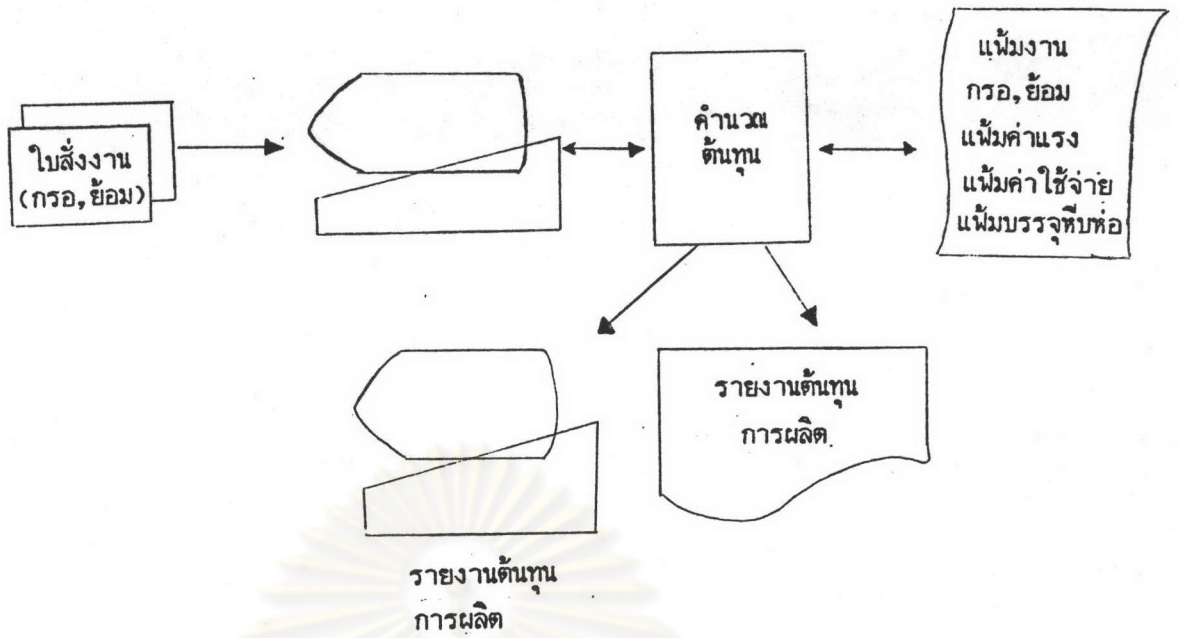 ใบสั่งงาน
(กรอ,ย้อม)
คำนวณ
ต้นทุน
แฟ้มงาน
กรอ,ย้อม
แฟ้มค่าแรง
แฟ้มค่าใช้จ่าย
แฟ้มบรรจุหีบห่อ
รายงานต้นทุน
การผลิต
รายงานต้นทุน
การผลิต